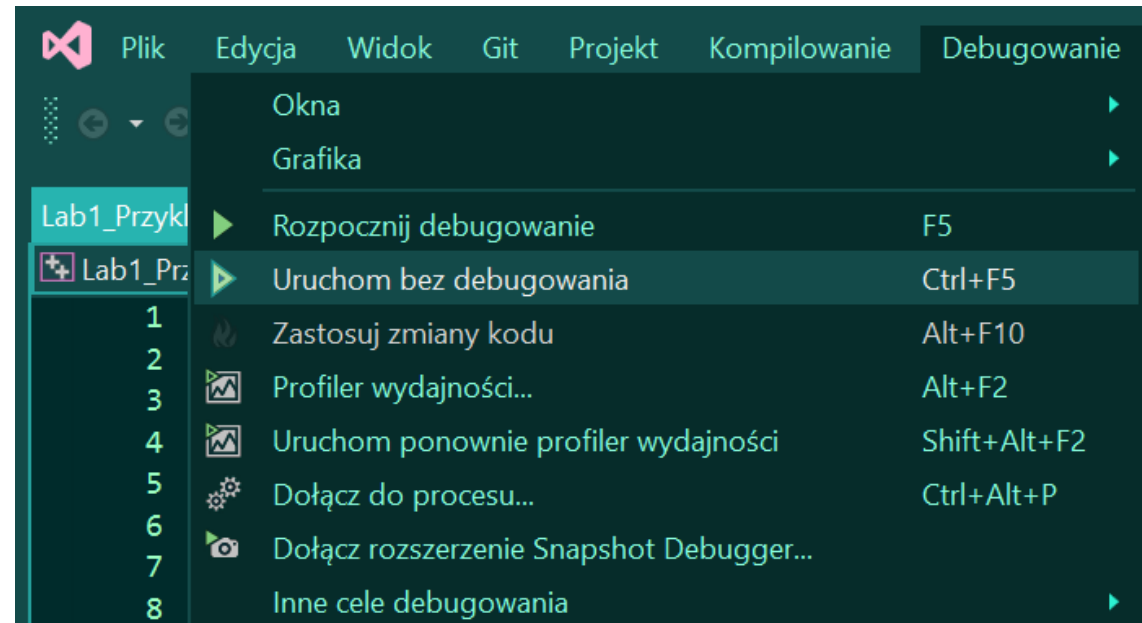 Plik Edycja Widok Git Projekt Kompilowanie Debugowanie
Okna
Grafika
Lab1_Przykl
Rozpocznij debugowanie F5
Lab1_Prz
Uruchom bez debugowania Ctrl+F5
1
Zastosuj zmiany kodu Alt+F10
2
Profiler wydajności... Alt+F2
3
4
Uruchom ponownie profiler wydajności Shift+Alt+F2
5
Dołącz do procesu... Ctrl+Alt+P
6
Dołącz rozszerzenie Snapshot Debugger...
7
8
Inne cele debugowania